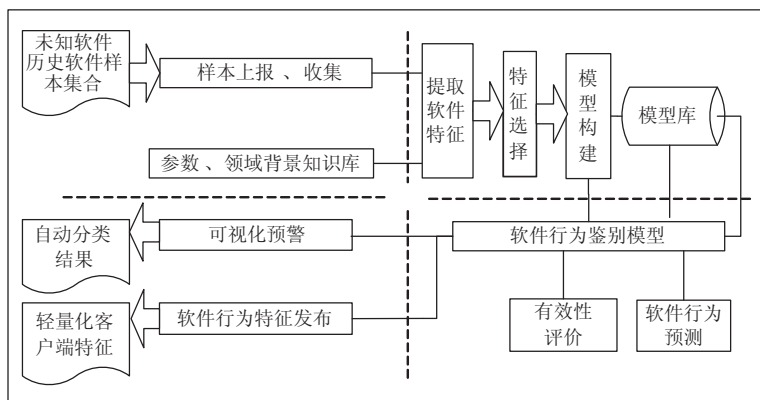 未知软件
历史软件样
本集合
样本上报 、收集
参数 、领域背景知识库
提取
软件
特征
特
征
选
择
模
型
构
建
模型库
自动分类
结果
可视化预警
软件行为鉴别模型
轻量化客
户端特征
软件行为特征发布
有效性
评价
软件行为
预测